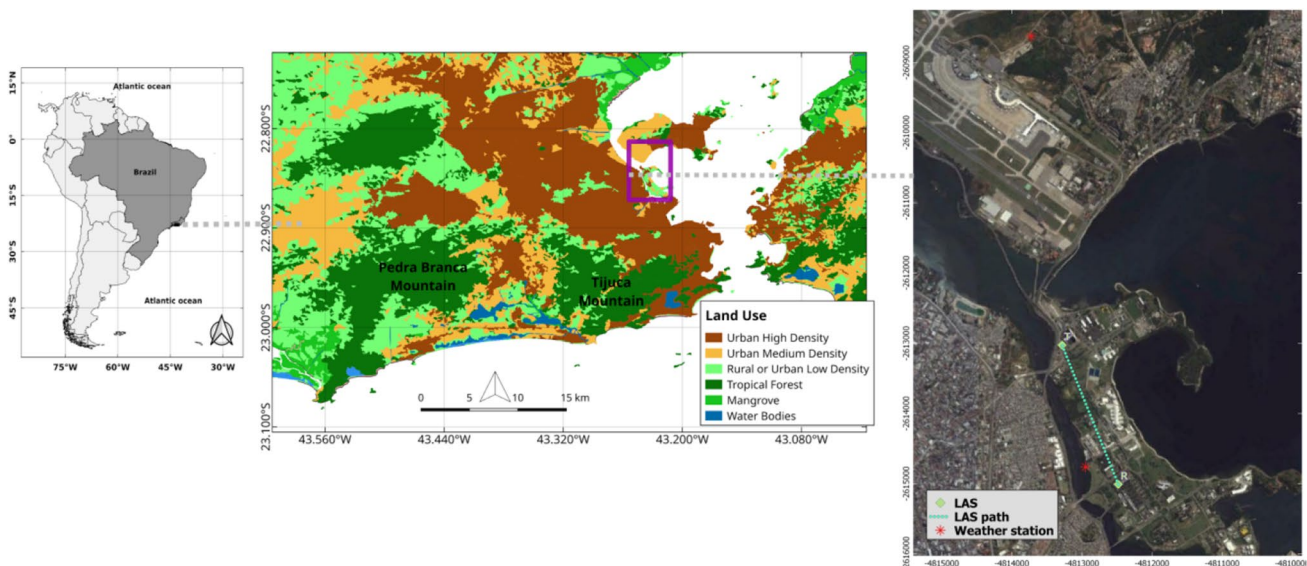 Atlantic ocean
Brazil
Atlantic ocean
15°N
0°
15°S
30°S
45°S
75°W
60°W
45°W
30°W
22.800°S
22.900°S
23.000°S
23.100°S
Pedra Branca
Mountain
Tijuca
Mountain
Land Use
Urban High Density
Urban Medium Density
Rural or Urban Low Density
Tropical Forest
Mangrove
Water Bodies
0 5 10 15 km
43.560°W
43.440°W
43.320°W
43.200°W
43.080°W
-2609000
-2610000
-2611000
-2612000
-2613000
-2614000
-2615000
-2616000
R
LAS
LAS path
Weather station
-4815000
-4814000
-4813000
-4812000
-4811000
-481000